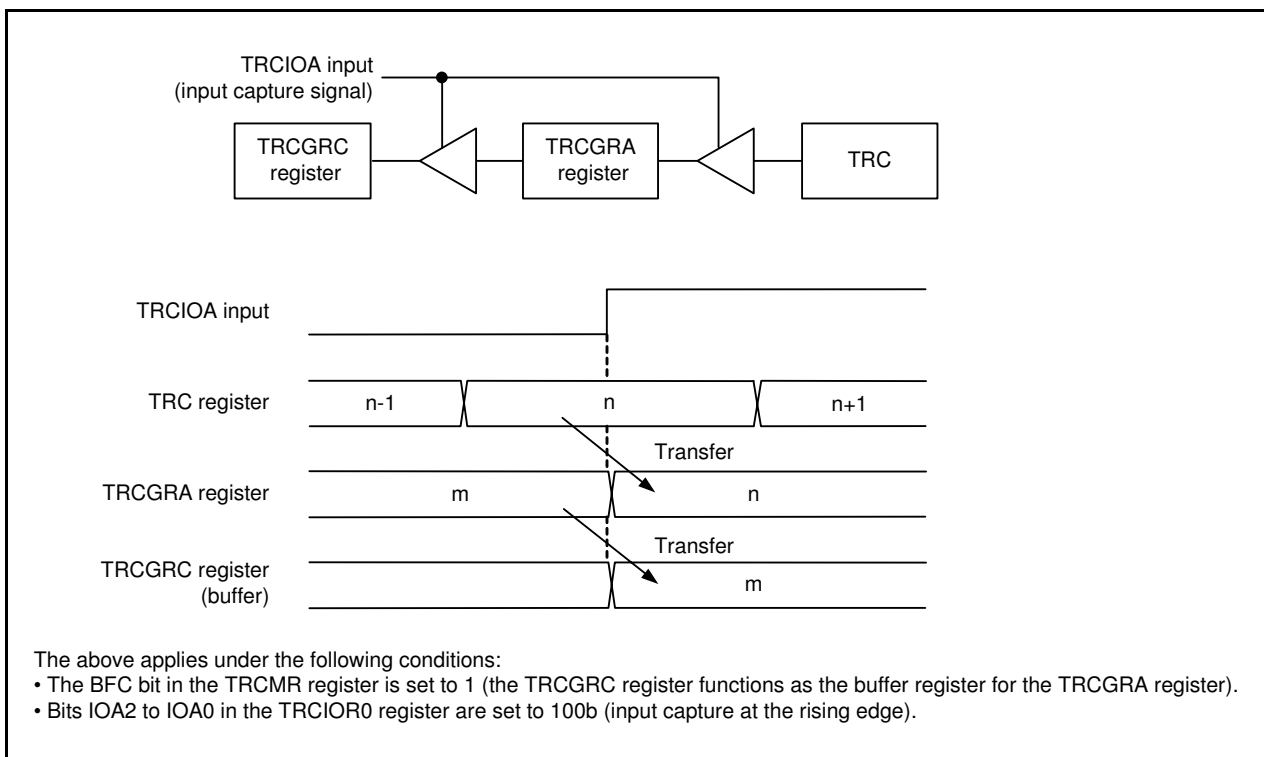 TRCIOA input
(input capture signal)
TRCGRC
register
TRCGRA
register
TRC
TRCIOA input
TRC register
n-1
n
n+1
Transfer
TRCGRA register
m
n
Transfer
TRCGRC register
(buffer)
m
The above applies under the following conditions:
• The BFC bit in the TRCMR register is set to 1 (the TRCGRC register functions as the buffer register for the TRCGRA register).
• Bits IOA2 to IOA0 in the TRCIOR0 register are set to 100b (input capture at the rising edge).